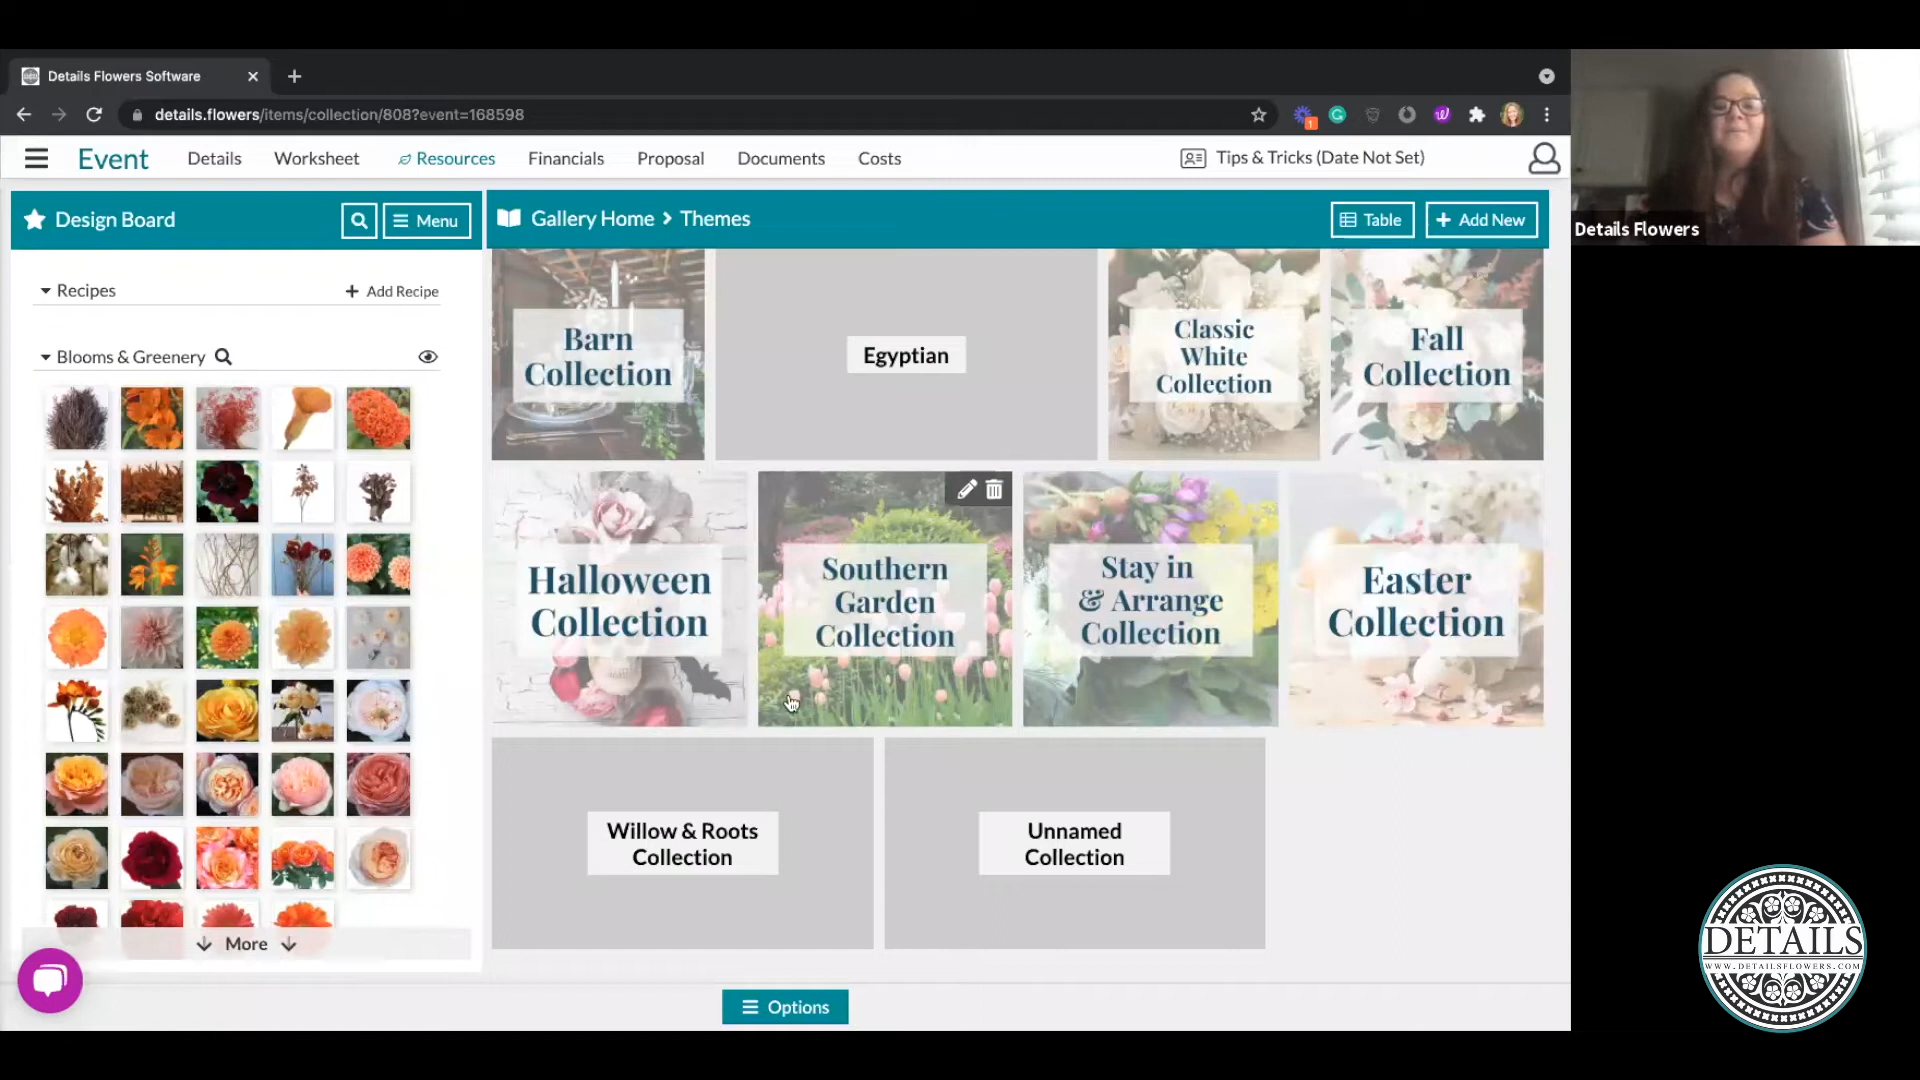 Details Flowers Software
details.flowers/items/collection/808?event=168598
1
Event
Details
Worksheet
Resources
Financials
Proposal
Documents
Costs
Tips & Tricks (Date Not Set)
Details Flowers
Design Board
Menu
Gallery Home > Themes
Table
+ Add New
Recipes
+ Add Recipe
Blooms & Greenery
Barn
Collection
Egyptian
Classic
White
Collection
Fall
Collection
Halloween
Collection
Southern
Garden
Collection
Stay in
& Arrange
Collection
Easter
Collection
Willow & Roots
Collection
Unnamed
Collection
More
Options
DETAILS
WWW.DETAILSFLOWERS.COM